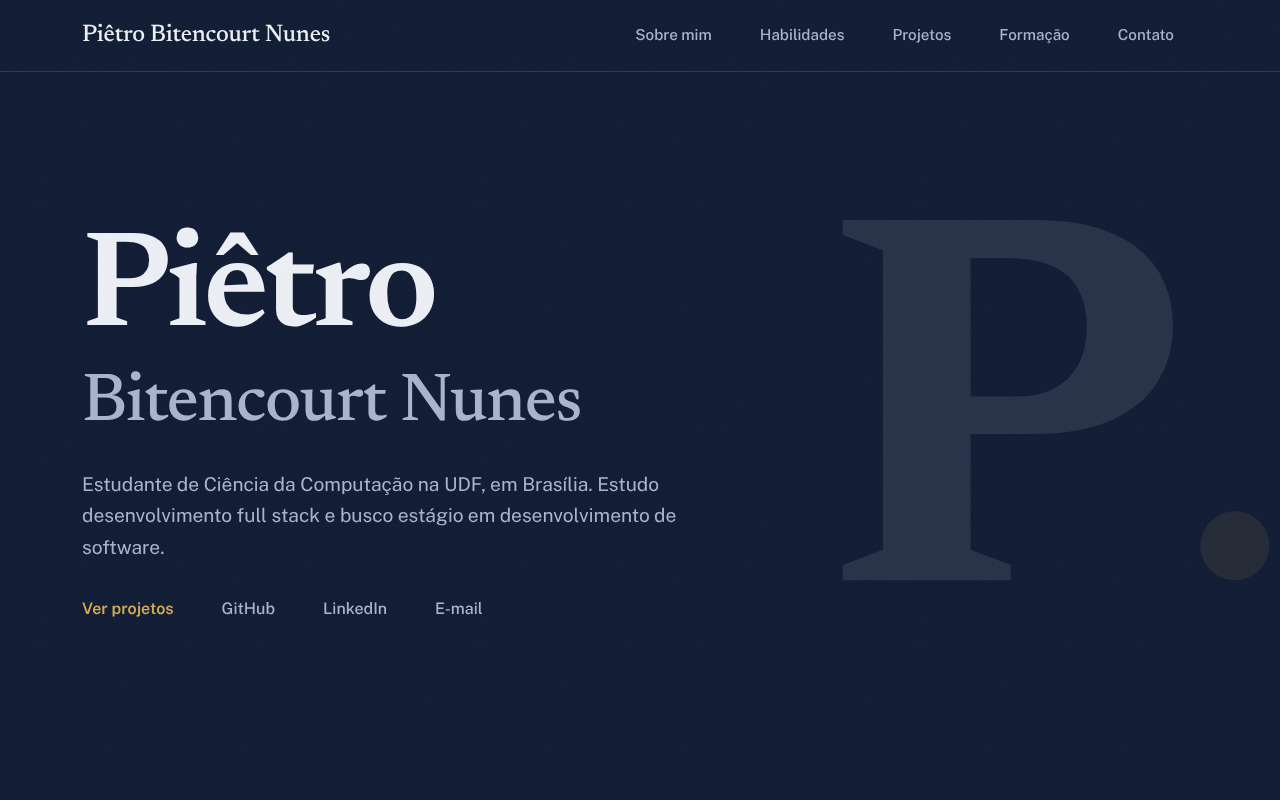 Piêtro Bitencourt Nunes
Sobre mim Habilidades Projetos Formação Contato
Piêtro
Bitencourt Nunes
Estudante de Ciência da Computação na UDF, em Brasília. Estudo
desenvolvimento full stack e busco estágio em desenvolvimento de
software.
Ver projetos GitHub LinkedIn E-mail
P.